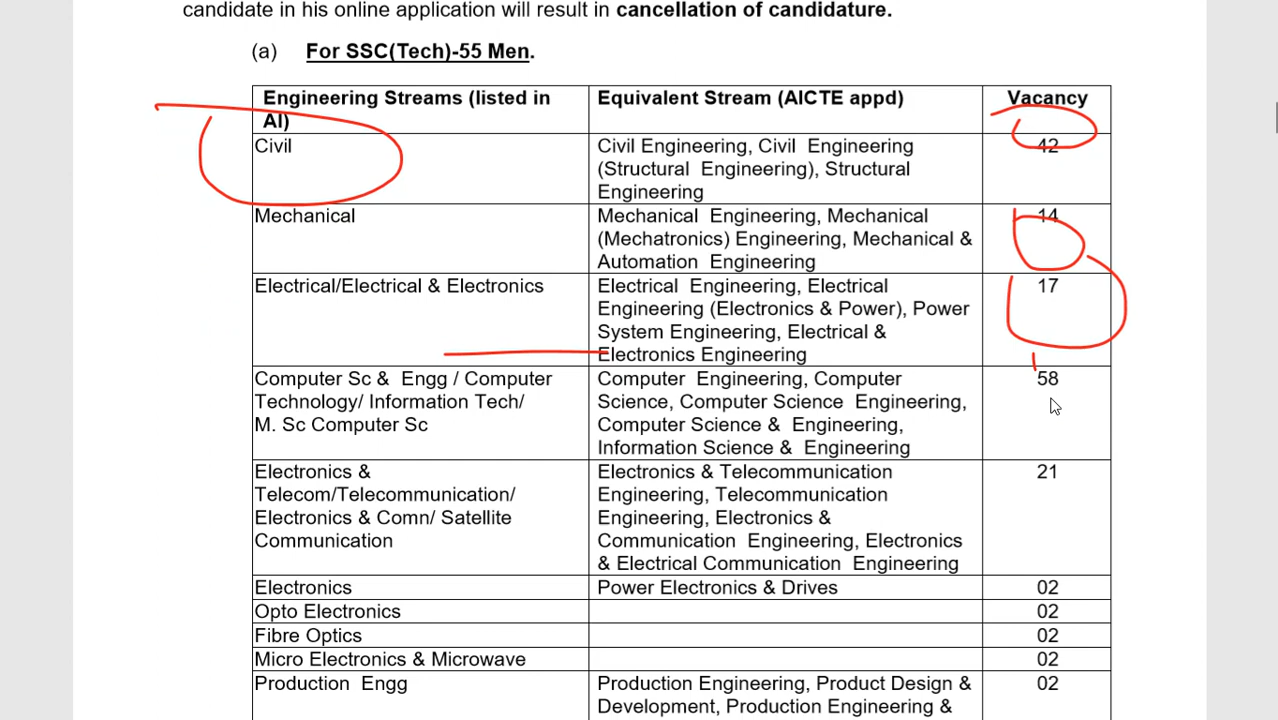 candidate in his online application will result in cancellation of candidature.
(a) For SSC(Tech)-55 Men.
Engineering Streams (listed in AI) Equivalent Stream (AICTE appd) Vacancy
Civil Civil Engineering, Civil Engineering 42
(Structural Engineering), Structural
Engineering
Mechanical Mechanical Engineering, Mechanical 14
(Mechatronics) Engineering, Mechanical &
Automation Engineering
Electrical/Electrical & Electronics Electrical Engineering, Electrical 17
Engineering (Electronics & Power), Power
System Engineering, Electrical &
Electronics Engineering
Computer Sc & Engg / Computer Computer Engineering, Computer 58
Technology/ Information Tech/ Science, Computer Science Engineering,
M. Sc Computer Sc Computer Science & Engineering,
Information Science & Engineering
Electronics & Electronics & Telecommunication 21
Telecom/Telecommunication/ Engineering, Telecommunication
Electronics & Comn/ Satellite Engineering, Electronics &
Communication Communication Engineering, Electronics
& Electrical Communication Engineering
Electronics Power Electronics & Drives 02
Opto Electronics 02
Fibre Optics 02
Micro Electronics & Microwave 02
Production Engg Production Engineering, Product Design & 02
Development, Production Engineering &